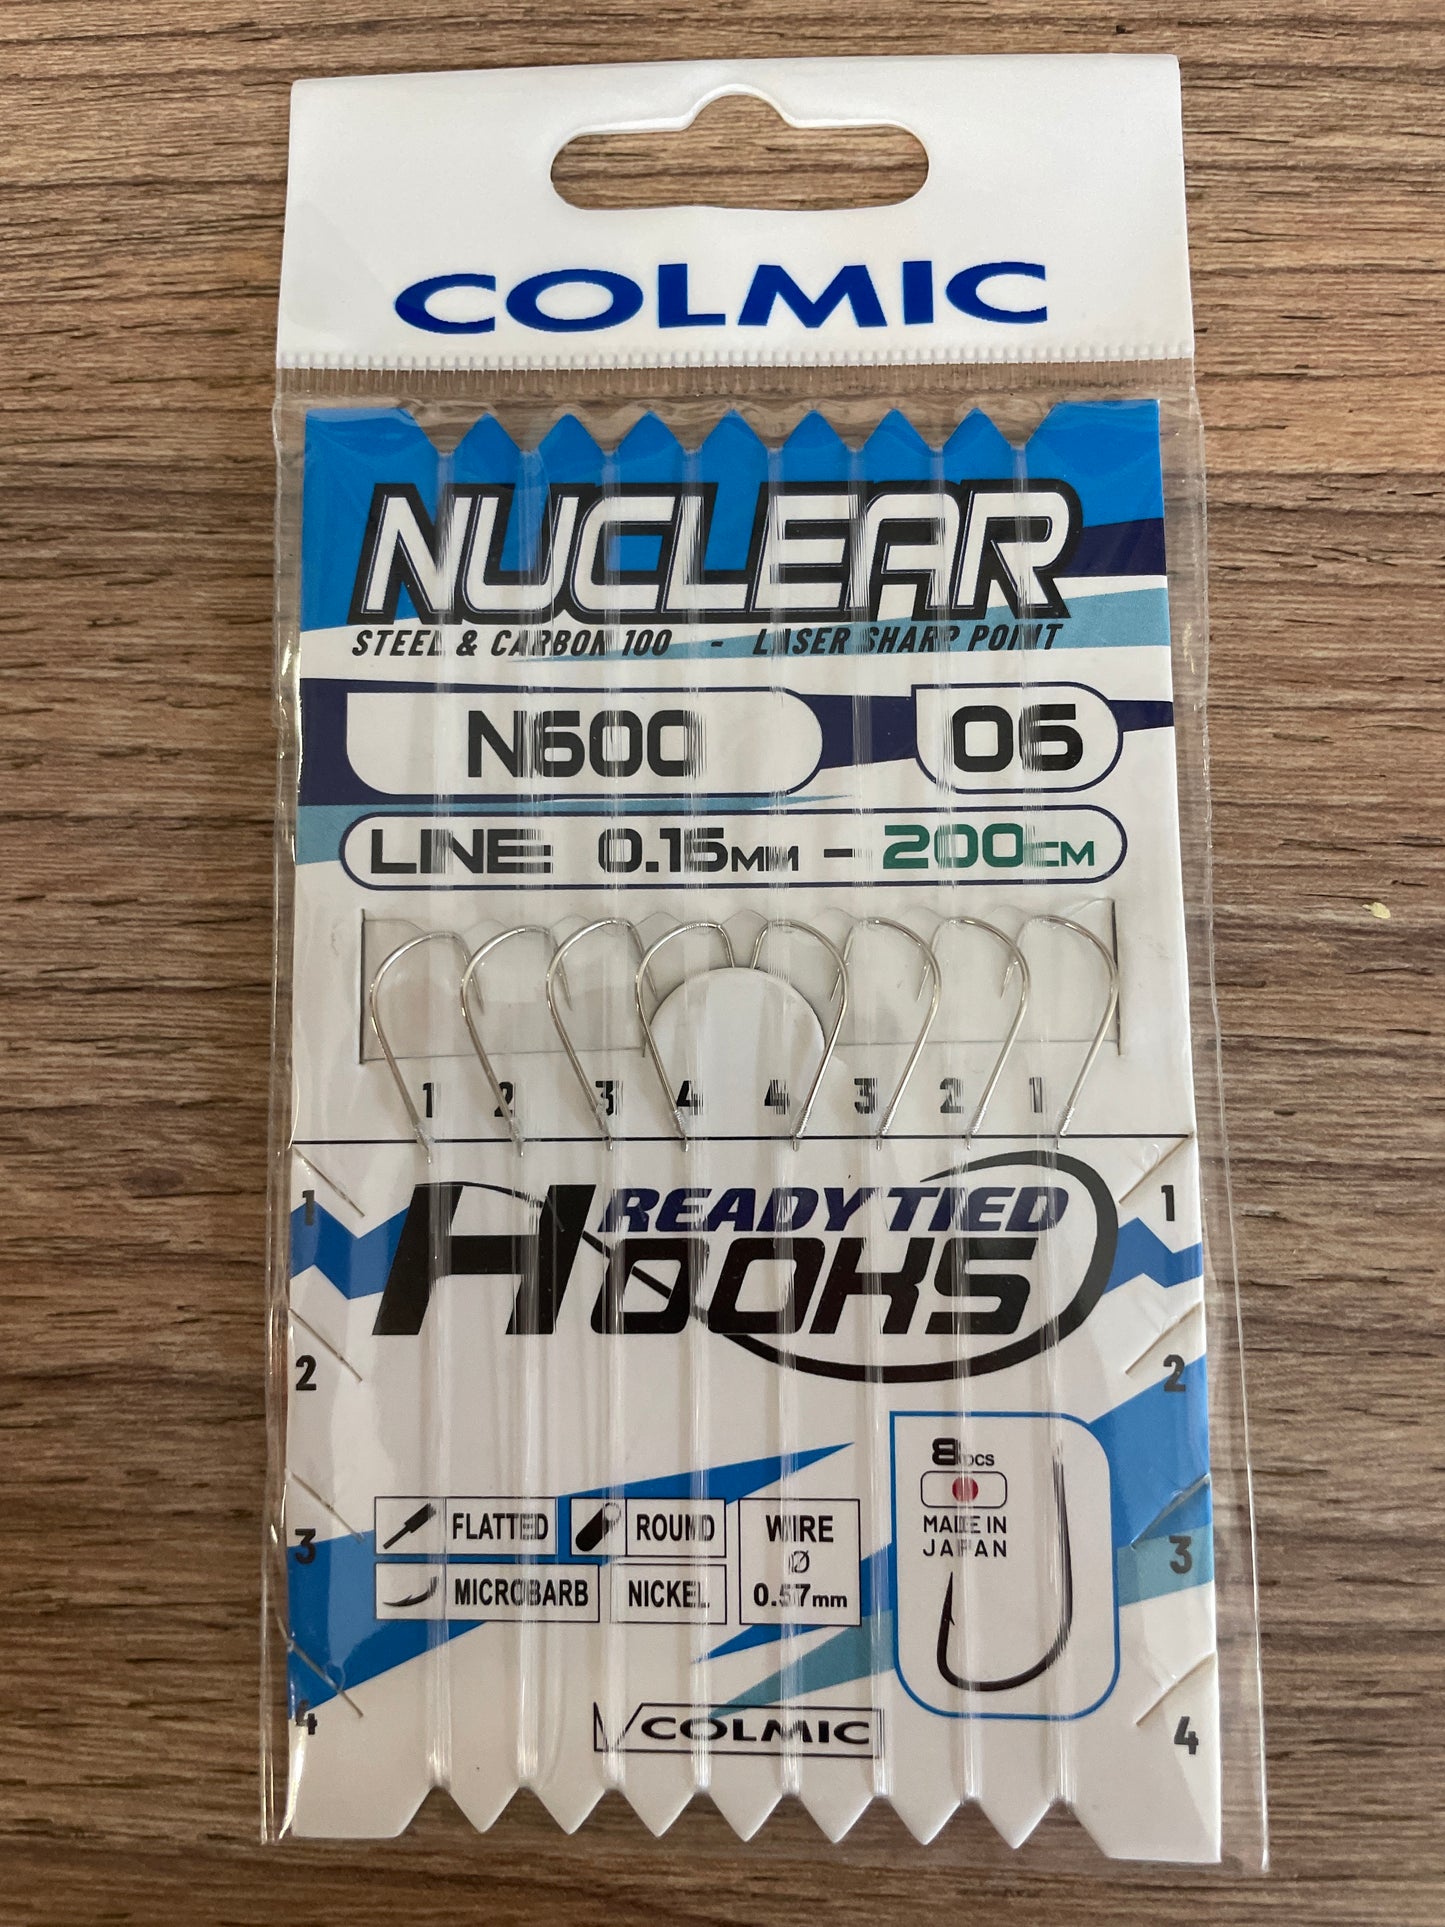 COLMIC
NUCLEAR
STEEL & CARBON 100 - LASER SHARP POINT
N600 06
LINE: 0.15MM - 200CM
1 2 3 4 4 3 2 1
READY TIED
HOOKS
1 1
2 2
8PCS
MADE IN
JAPAN
FLATTED ROUND WIRE
Ø
MICROBARB NICKEL 0.57mm
3 3
COLMIC
4 4